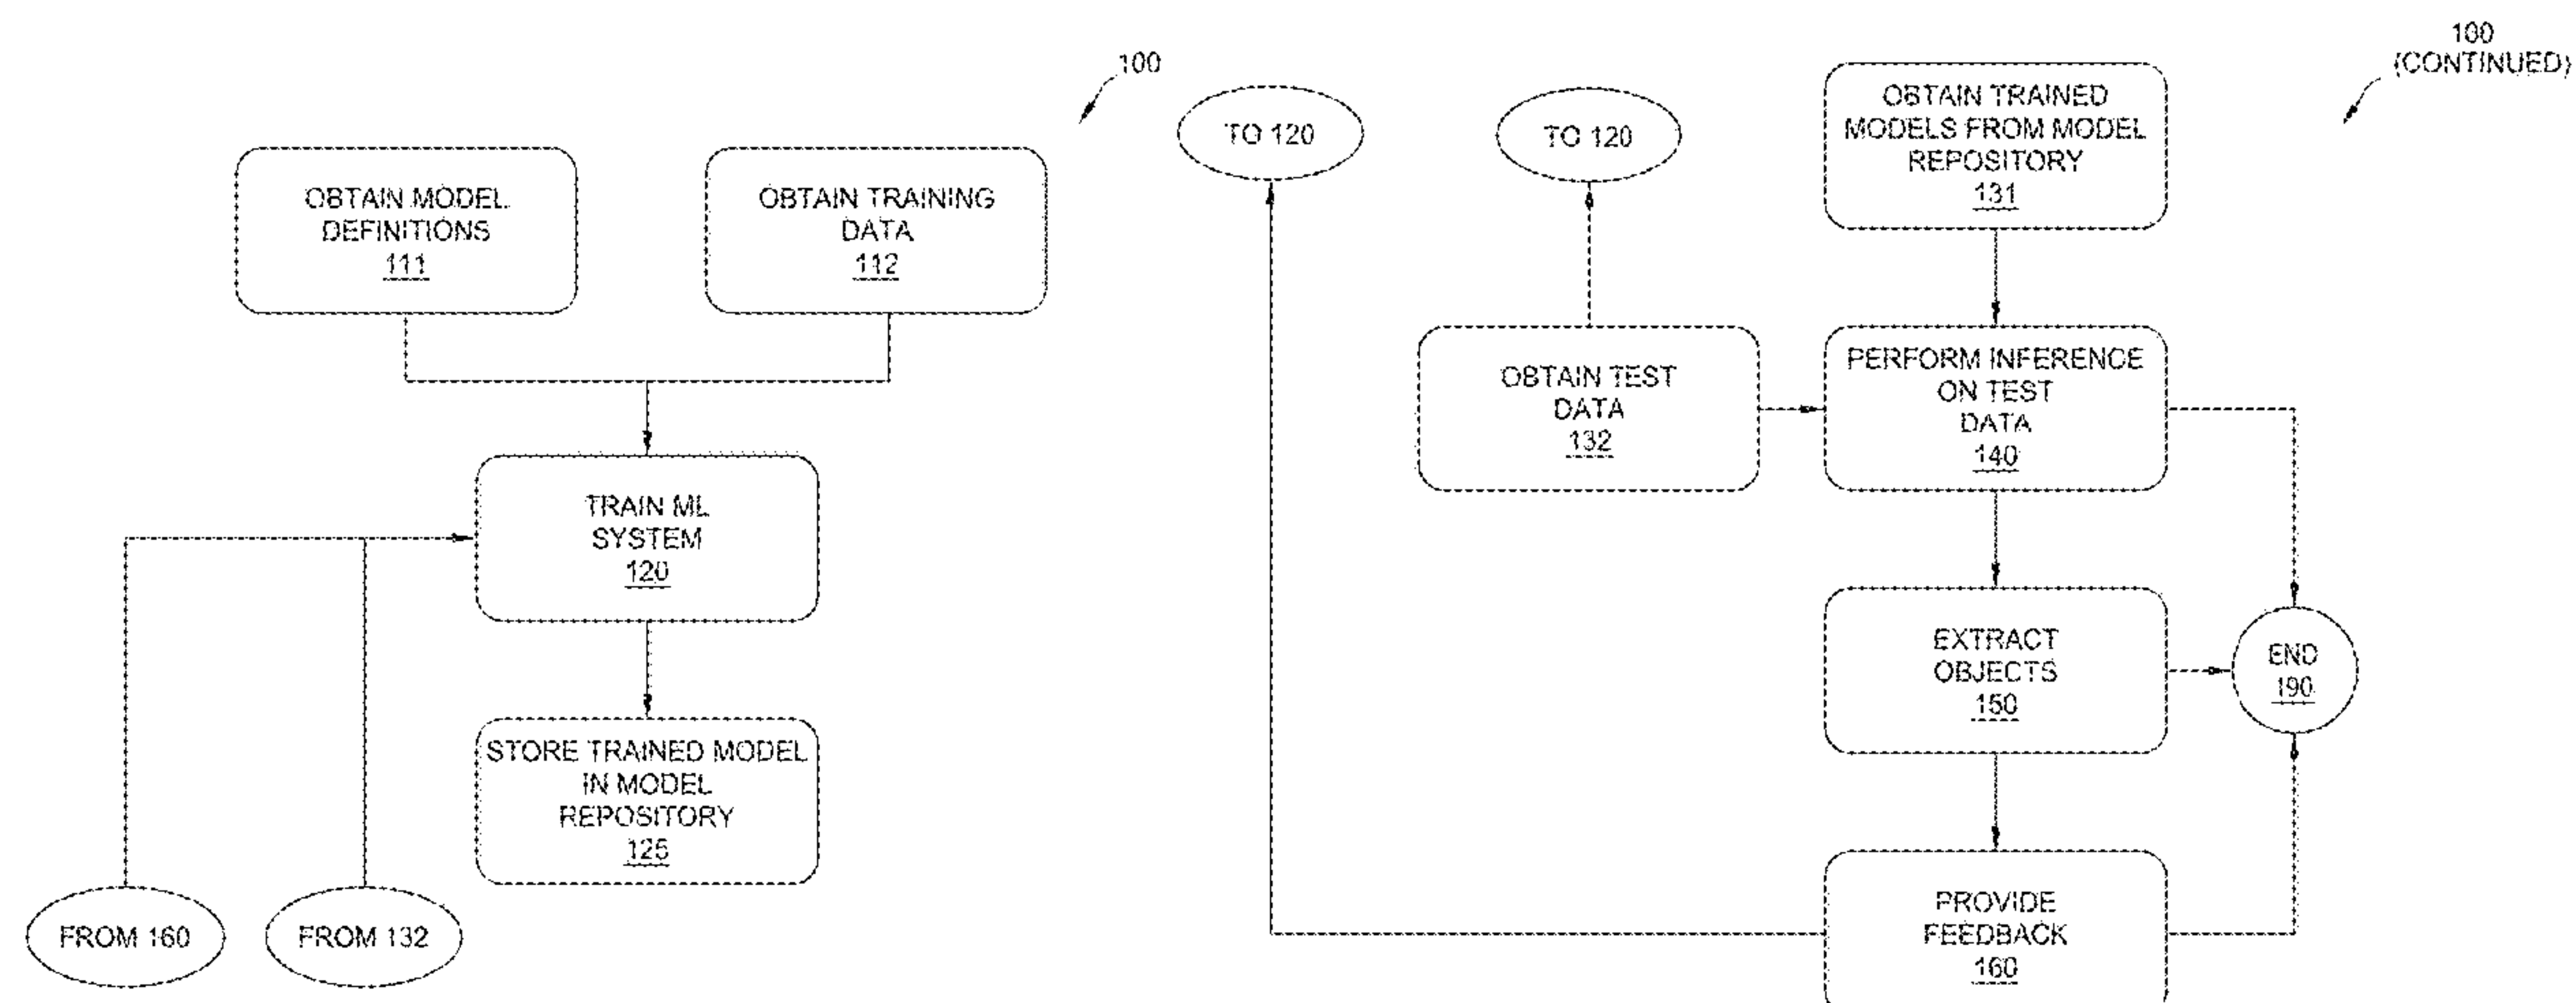 100
OBTAIN MODEL
DEFINITIONS
111
OBTAIN TRAINING
DATA
112
TRAIN ML
SYSTEM
120
STORE TRAINED MODEL
IN MODEL
REPOSITORY
125
FROM 160
FROM 132
100
(CONTINUED)
TO 120
TO 120
OBTAIN TRAINED
MODELS FROM MODEL
REPOSITORY
131
OBTAIN TEST
DATA
132
PERFORM INFERENCE
ON TEST
DATA
140
EXTRACT
OBJECTS
150
END
190
PROVIDE
FEEDBACK
160